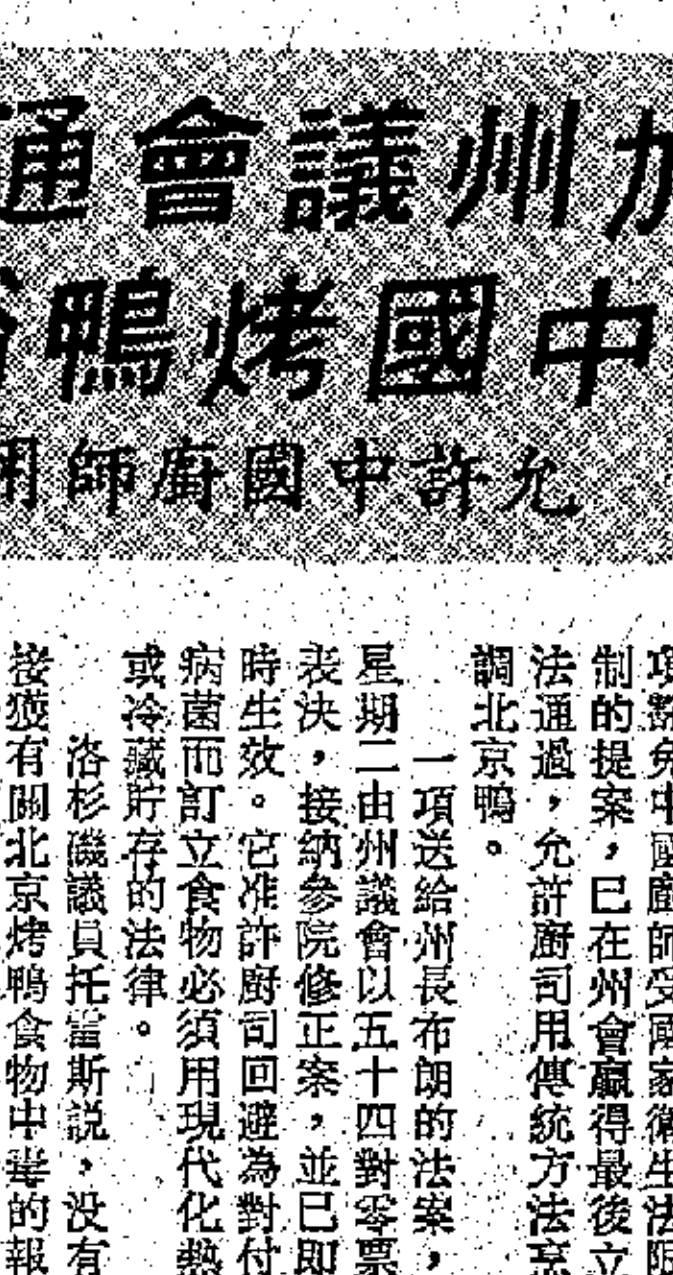 加州議會通
中國烤鴨
允許中國廚師用
項豁免中國廚師受國家衛生法限
制的提案，已在州會贏得最後立
法通過，允許廚司用傳統方法烹
調北京鴨。
一項送給州長布朗的法案，
星期二由州議會以五十四對零票
表決，接納參院修正案，並已即
時生效。它准許廚司回避為對付
病菌而訂立食物必須用現代化熱
或冷藏貯存的法律。
洛杉磯議員托雷斯説，没有
接獲有關北京烤鴨食物中毒的報